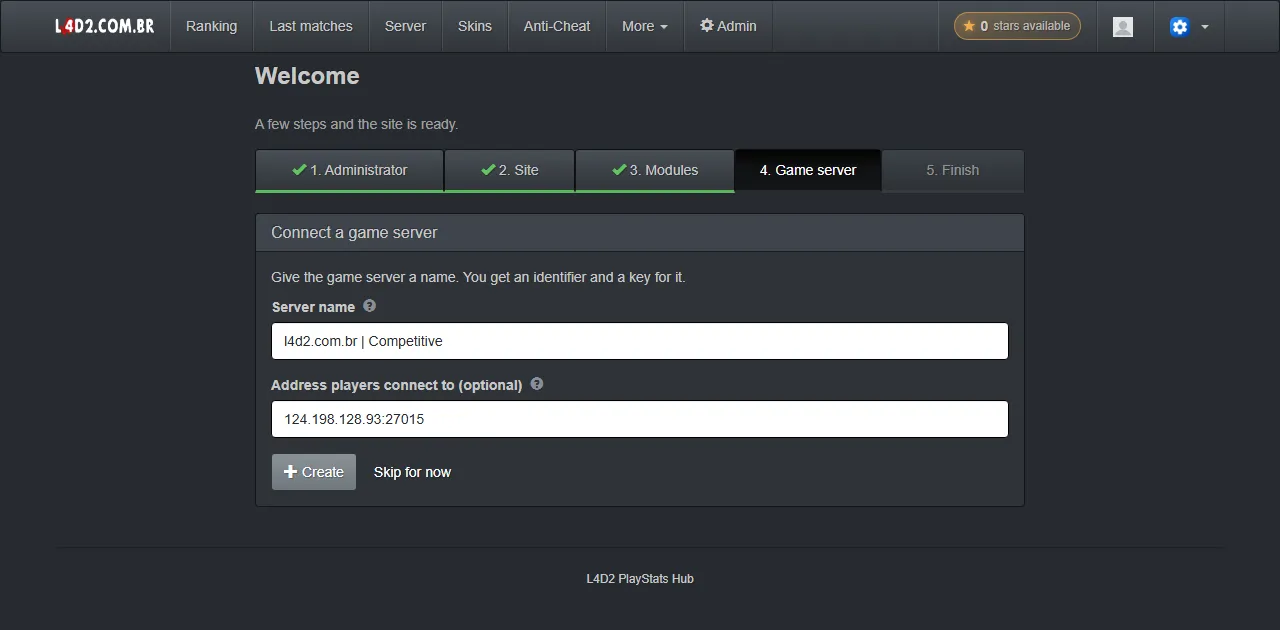 L4D2.COM.BR Ranking Last matches Server Skins Anti-Cheat More Admin 0 stars available
Welcome
A few steps and the site is ready.
1. Administrator 2. Site 3. Modules 4. Game server 5. Finish
Connect a game server
Give the game server a name. You get an identifier and a key for it.
Server name ?
l4d2.com.br | Competitive
Address players connect to (optional) ?
124.198.128.93:27015
+ Create Skip for now
L4D2 PlayStats Hub